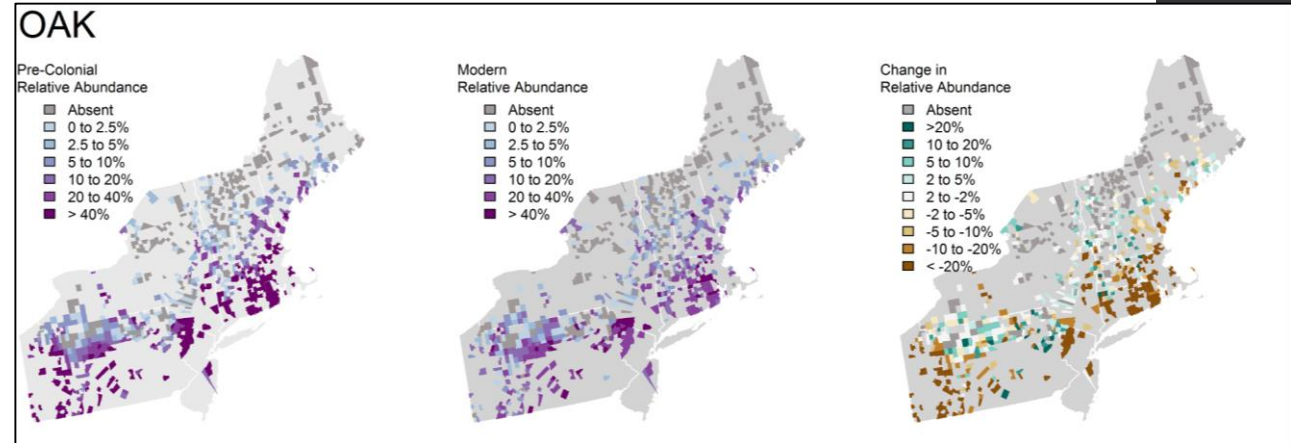 OAK
Pre-Colonial
Relative Abundance
Absent
0 to 2.5%
2.5 to 5%
5 to 10%
10 to 20%
20 to 40%
> 40%
Modern
Relative Abundance
Absent
0 to 2.5%
2.5 to 5%
5 to 10%
10 to 20%
20 to 40%
> 40%
Change in
Relative Abundance
Absent
>20%
10 to 20%
5 to 10%
2 to 5%
2 to -2%
-2 to -5%
-5 to -10%
-10 to -20%
< -20%